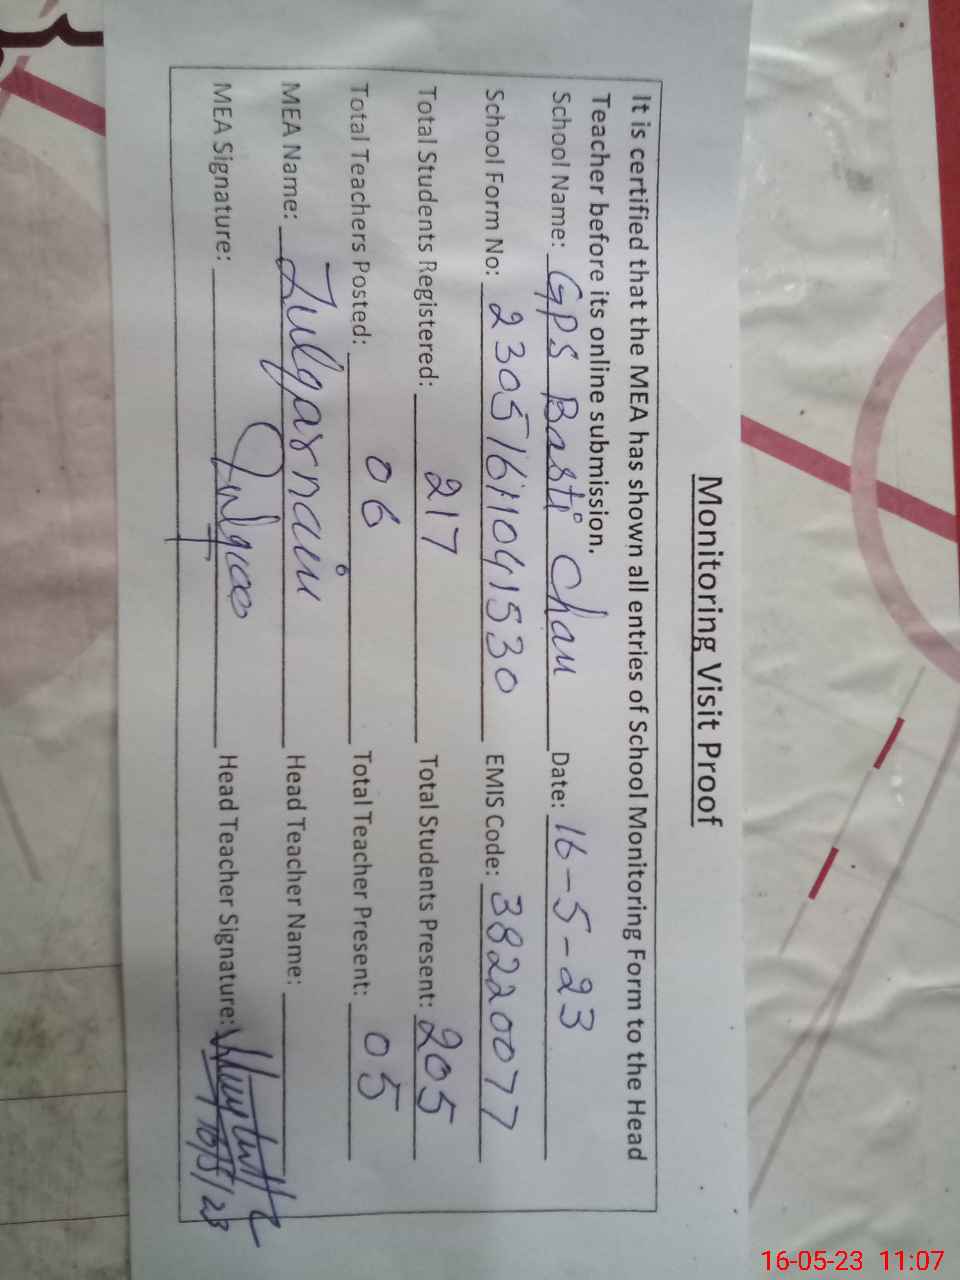 Monitoring Visit Proof
It is certified that the MEA has shown all entries of School Monitoring Form to the Head
Teacher before its online submission.
School Name: GPS Basti Chan Date: 16-5-23
School Form No: 23051611041530 EMIS Code: 38220077
Total Students Registered: 217 Total Students Present: 205
Total Teachers Posted: 06 Total Teacher Present: 05
MEA Name: Zulqarnain Head Teacher Name:
MEA Signature: Head Teacher Signature:
16-05-23 11:07